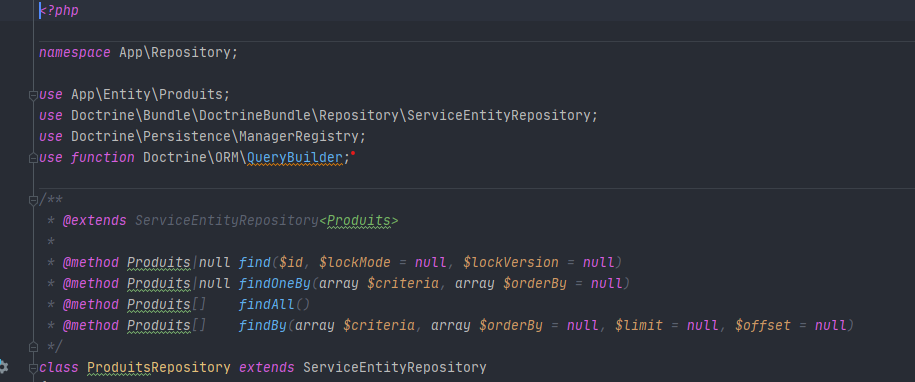 <?php
namespace App\Repository;
use App\Entity\Produits;
use Doctrine\Bundle\DoctrineBundle\Repository\ServiceEntityRepository;
use Doctrine\Persistence\ManagerRegistry;
use function Doctrine\ORM\QueryBuilder;
/**
 * @extends ServiceEntityRepository<Produits>
 *
 * @method Produits|null find($id, $lockMode = null, $lockVersion = null)
 * @method Produits|null findOneBy(array $criteria, array $orderBy = null)
 * @method Produits[]    findAll()
 * @method Produits[]    findBy(array $criteria, array $orderBy = null, $limit = null, $offset = null)
 */
class ProduitsRepository extends ServiceEntityRepository